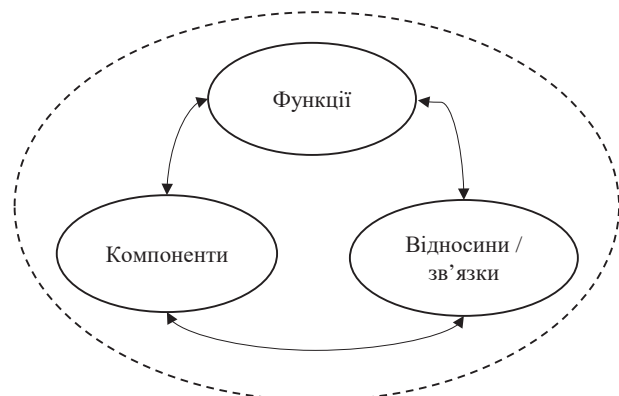 Функції
Компоненти
Відносини /
зв’язки